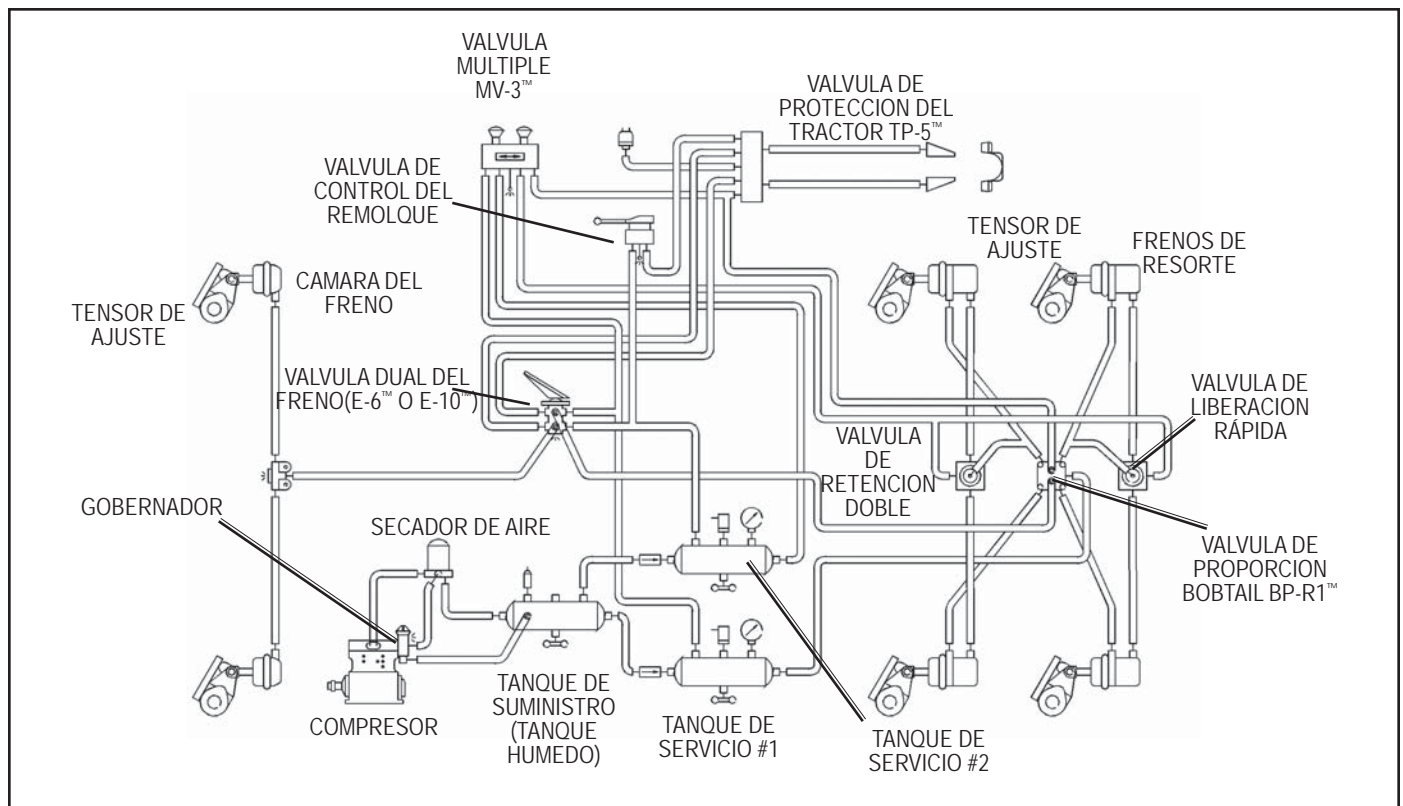 VALVULA
MULTIPLE
MV-3™
VALVULA DE
PROTECCION DEL
TRACTOR TP-5™
VALVULA DE
CONTROL DEL
REMOLQUE
TENSOR DE
AJUSTE
FRENOS DE
RESORTE
CAMARA DEL
FRENO
TENSOR DE
AJUSTE
VALVULA DUAL DEL
FRENO(E-6™ O E-10™)
VALVULA DE
LIBERACION
RÁPIDA
VALVULA
DE
RETENCION
DOBLE
GOBERNADOR
SECADOR DE AIRE
VALVULA DE
PROPORCION
BOBTAIL BP-R1™
COMPRESOR
TANQUE DE
SUMINISTRO
(TANQUE
HUMEDO)
TANQUE DE
SERVICIO #1
TANQUE DE
SERVICIO #2